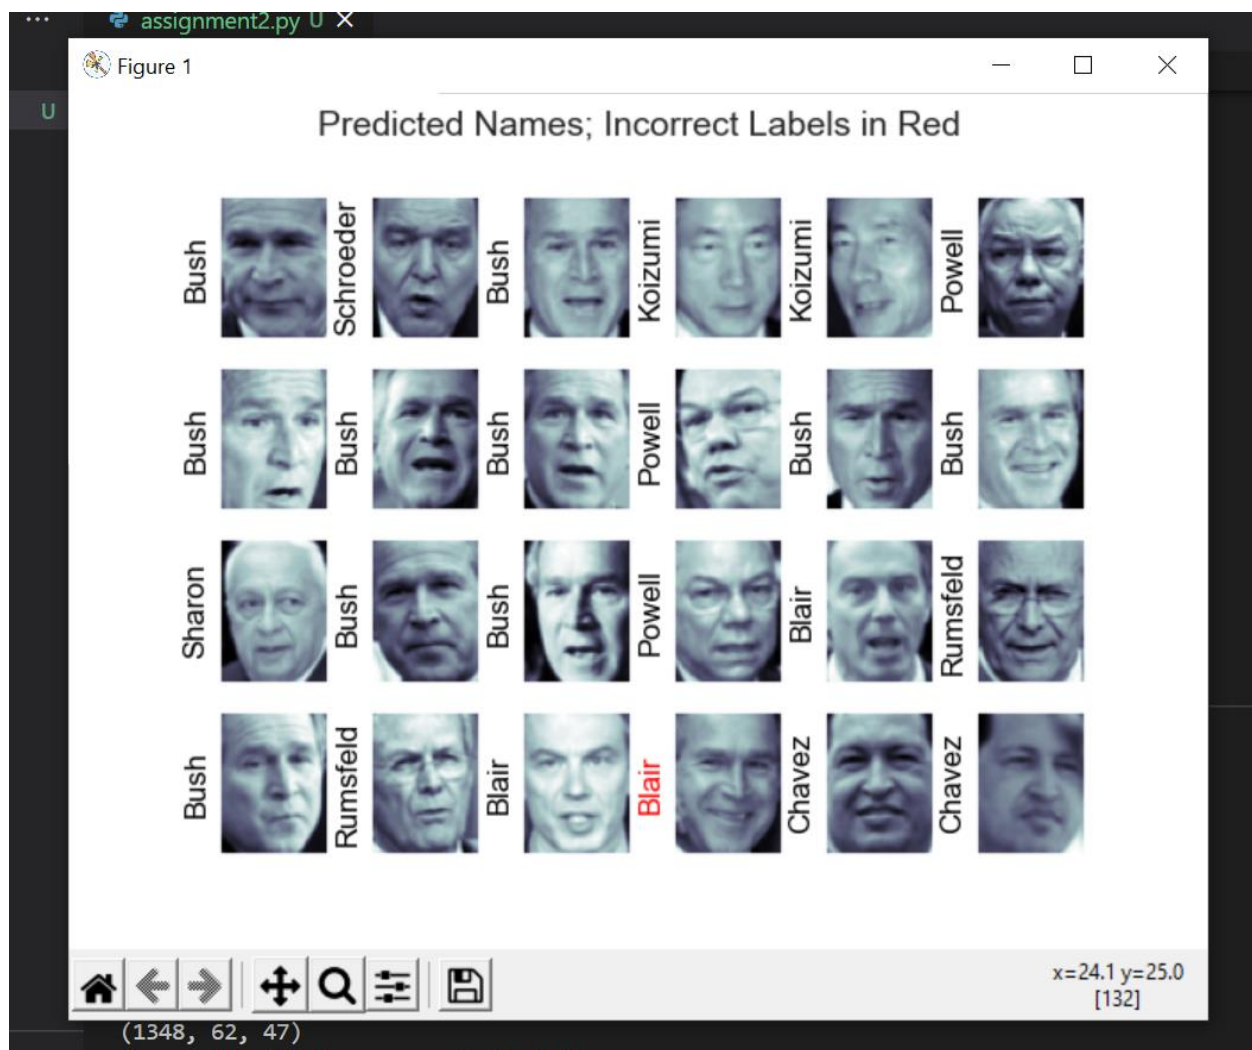 ... assignment2.py U X
Figure 1
U
Predicted Names; Incorrect Labels in Red
Bush Schroeder Bush Koizumi Koizumi Powell
Bush Bush Bush Powell Bush Bush
Sharon Bush Bush Powell Blair Rumsfeld
Bush Rumsfeld Blair Blair Chavez Chavez
x=24.1 y=25.0
[132]
(1348, 62, 47)